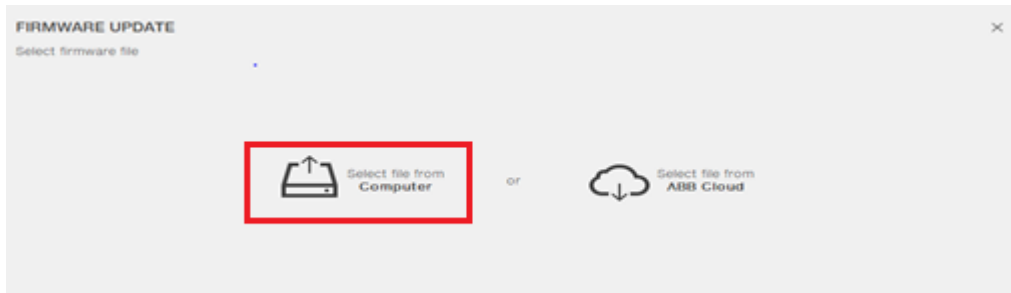 FIRMWARE UPDATE
Select firmware file
Select file from
Computer
or
Select file from
ABB Cloud